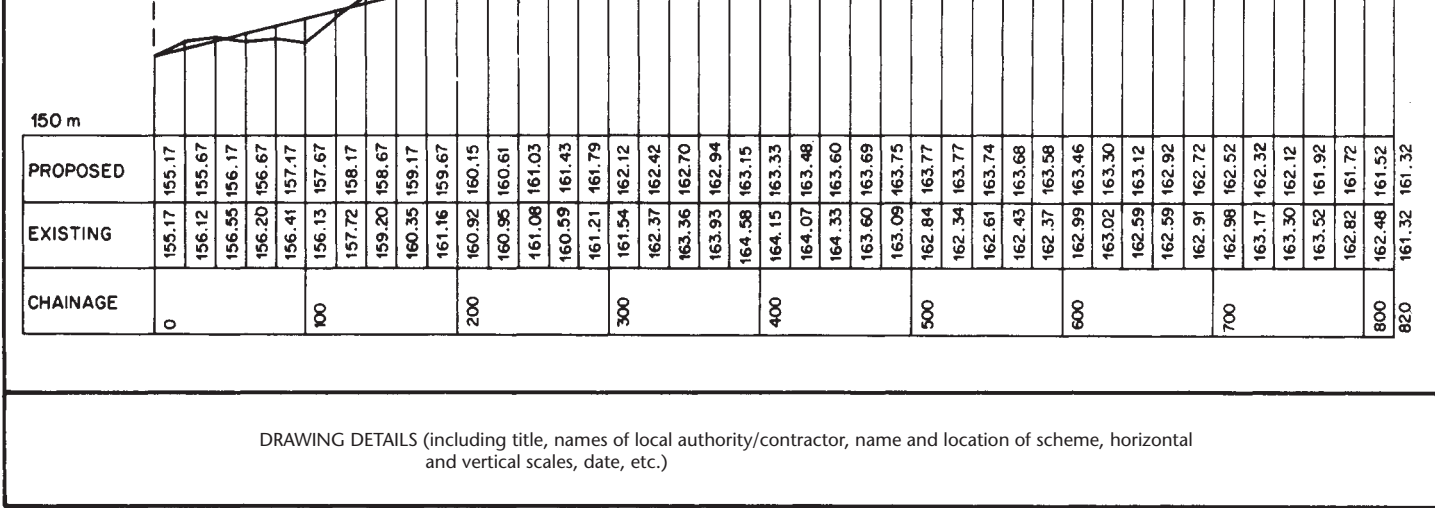 150 m
PROPOSED 155.17 155.67 156.17 156.67 157.17 157.67 158.17 158.67 159.17 159.67 160.15 160.61 161.03 161.43 161.79 162.12 162.42 162.70 162.94 163.15 163.33 163.48 163.60 163.69 163.75 163.77 163.77 163.74 163.68 163.58 163.46 163.30 163.12 162.92 162.72 162.52 162.32 162.12 161.92 161.72 161.52 161.32
EXISTING 155.17 156.12 156.55 156.20 156.41 156.13 157.72 159.20 160.35 161.16 160.92 160.95 161.08 160.59 161.21 161.54 162.37 163.36 163.93 164.58 164.15 164.07 164.33 163.60 163.09 162.84 162.34 162.61 162.43 162.37 162.99 163.02 162.59 162.59 162.91 162.98 163.17 163.30 163.52 162.82 162.48 161.32
CHAINAGE 0 100 200 300 400 500 600 700 800 820
DRAWING DETAILS (including title, names of local authority/contractor, name and location of scheme, horizontal
and vertical scales, date, etc.)